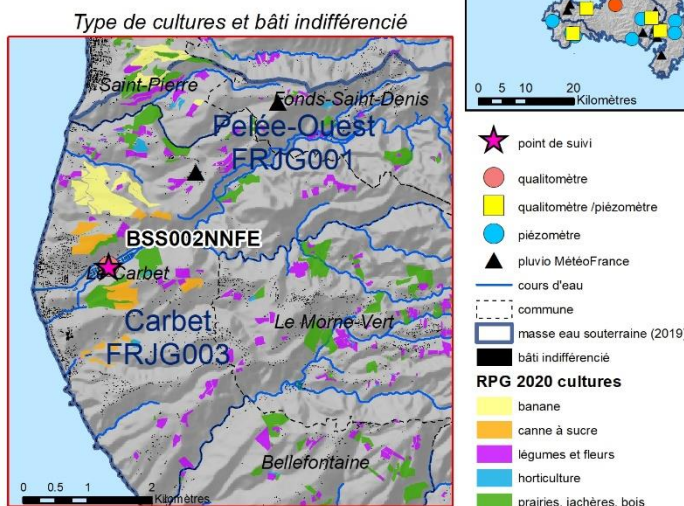 Type de cultures et bâti indifférencié
Saint-Pierre
Fonds-Saint-Denis
Pelée-Ouest
FRJG001
BSS002NNFE
Le Carbet
Carbet
FRJG003
Le Morne-Vert
Bellefontaine
0 0.5 1 2
Kilomètres
0 5 10 20
Kilomètres
point de suivi
qualitomètre
qualitomètre /piézomètre
piézomètre
pluvio MétéoFrance
cours d'eau
commune
masse eau souterraine (2019)
bâti indifférencié
RPG 2020 cultures
banane
canne à sucre
légumes et fleurs
horticulture
prairies, jachères, bois